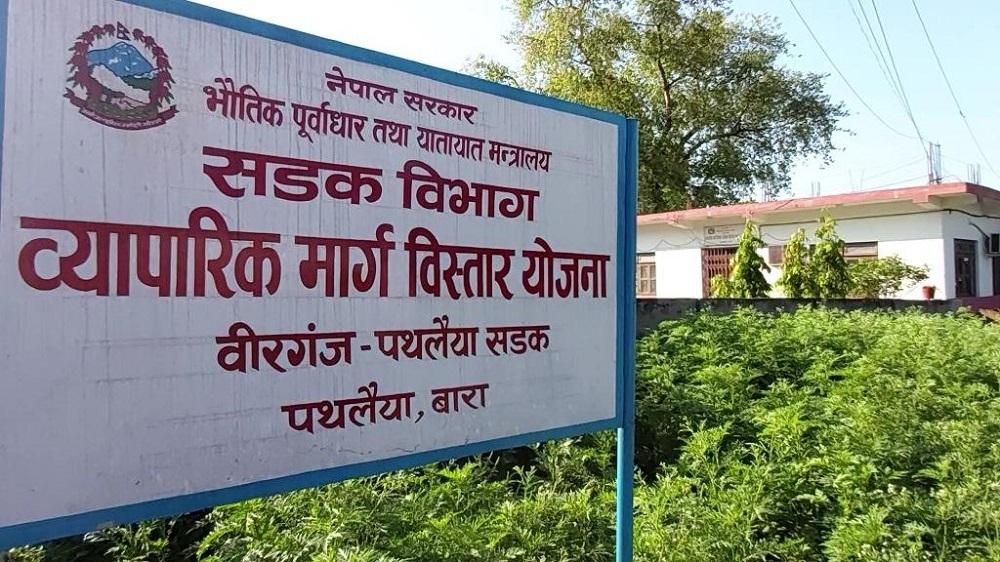 नेपाल सरकार
भौतिक पूर्वाधार तथा यातायात मन्त्रालय
सडक विभाग
व्यापारिक मार्ग विस्तार योजना
वीरगंज - पथलैया सडक
पथलैया, बारा